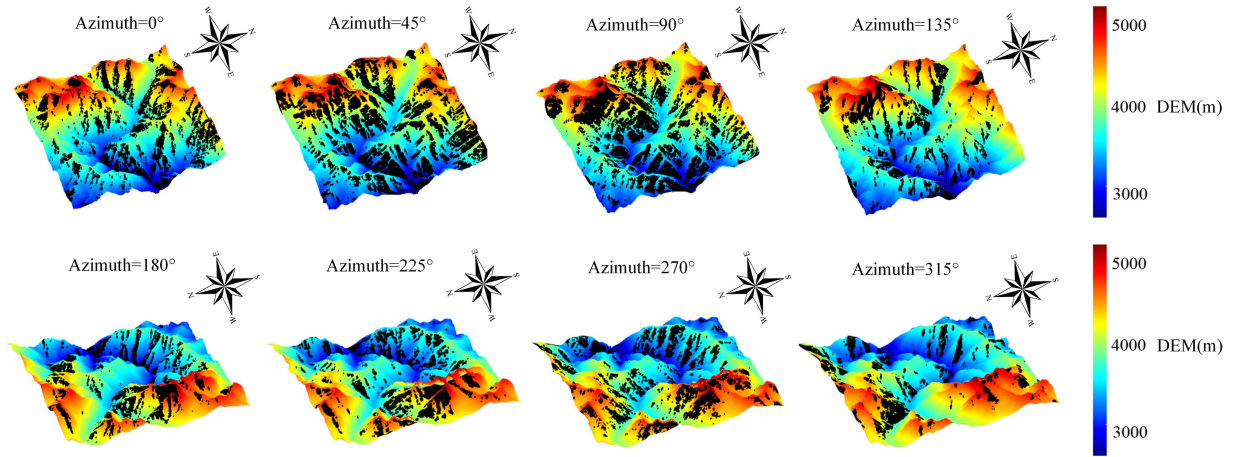 Azimuth=0°
W
N
S
E
Azimuth=45°
W
N
S
E
Azimuth=90°
W
N
S
E
Azimuth=135°
W
N
S
E
5000
4000
3000
DEM(m)
Azimuth=180°
E
S
N
W
Azimuth=225°
E
S
N
W
Azimuth=270°
E
S
N
W
Azimuth=315°
E
S
N
W
5000
4000
3000
DEM(m)